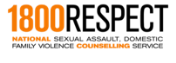 1800RESPECT
NATIONAL SEXUAL ASSAULT, DOMESTIC
FAMILY VIOLENCE COUNSELLING SERVICE